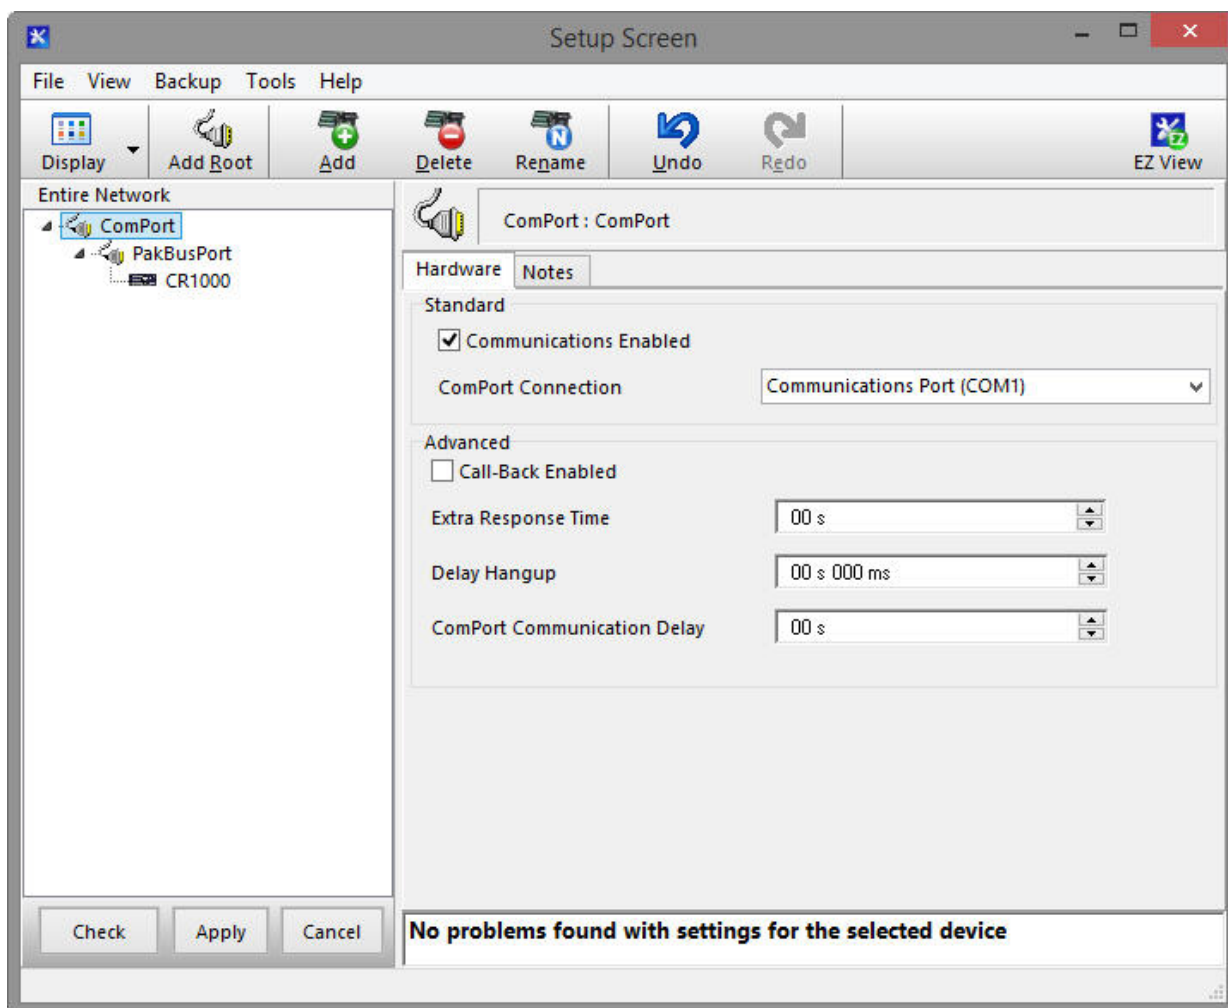 Setup Screen
File View Backup Tools Help
Display Add Root Add Delete Rename Undo Redo EZ View
Entire Network
ComPort
PakBusPort
CR1000
ComPort : ComPort
Hardware Notes
Standard
Communications Enabled
ComPort Connection Communications Port (COM1)
Advanced
Call-Back Enabled
Extra Response Time 00 s
Delay Hangup 00 s 000 ms
ComPort Communication Delay 00 s
Check Apply Cancel
No problems found with settings for the selected device